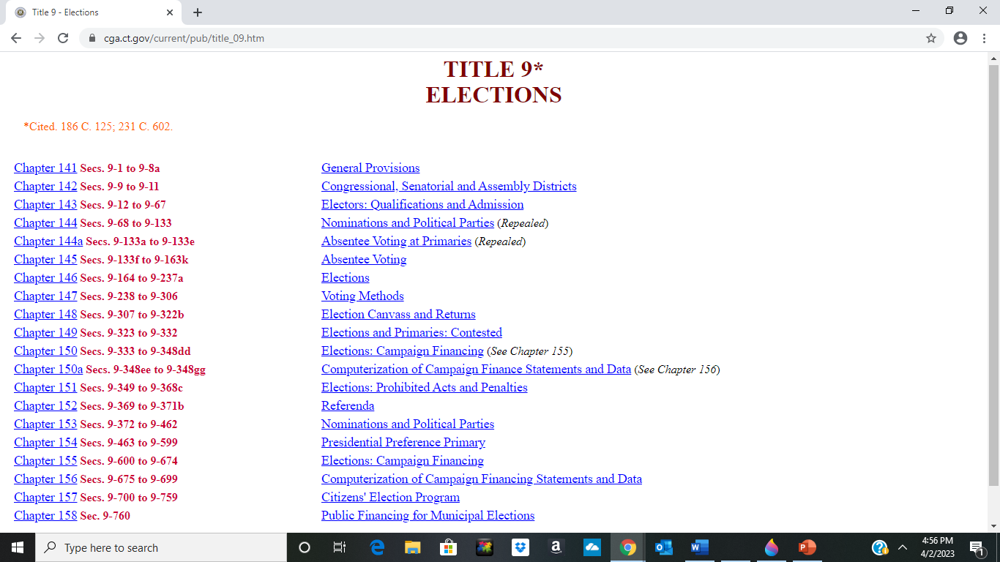 Title 9 - Elections
cga.ct.gov/current/pub/title_09.htm
TITLE 9*
ELECTIONS
*Cited. 186 C. 125; 231 C. 602.
Chapter 141 Secs. 9-1 to 9-8a General Provisions
Chapter 142 Secs. 9-9 to 9-11 Congressional, Senatorial and Assembly Districts
Chapter 143 Secs. 9-12 to 9-67 Electors: Qualifications and Admission
Chapter 144 Secs. 9-68 to 9-133 Nominations and Political Parties (Repealed)
Chapter 144a Secs. 9-133a to 9-133e Absentee Voting at Primaries (Repealed)
Chapter 145 Secs. 9-133f to 9-163k Absentee Voting
Chapter 146 Secs. 9-164 to 9-237a Elections
Chapter 147 Secs. 9-238 to 9-306 Voting Methods
Chapter 148 Secs. 9-307 to 9-322b Election Canvass and Returns
Chapter 149 Secs. 9-323 to 9-332 Elections and Primaries: Contested
Chapter 150 Secs. 9-333 to 9-348dd Elections: Campaign Financing (See Chapter 155)
Chapter 150a Secs. 9-348ee to 9-348gg Computerization of Campaign Finance Statements and Data (See Chapter 156)
Chapter 151 Secs. 9-349 to 9-368c Elections: Prohibited Acts and Penalties
Chapter 152 Secs. 9-369 to 9-371b Referenda
Chapter 153 Secs. 9-372 to 9-462 Nominations and Political Parties
Chapter 154 Secs. 9-463 to 9-599 Presidential Preference Primary
Chapter 155 Secs. 9-600 to 9-674 Elections: Campaign Financing
Chapter 156 Secs. 9-675 to 9-699 Computerization of Campaign Financing Statements and Data
Chapter 157 Secs. 9-700 to 9-759 Citizens' Election Program
Chapter 158 Sec. 9-760 Public Financing for Municipal Elections
Type here to search
4:56 PM
4/2/2023
1